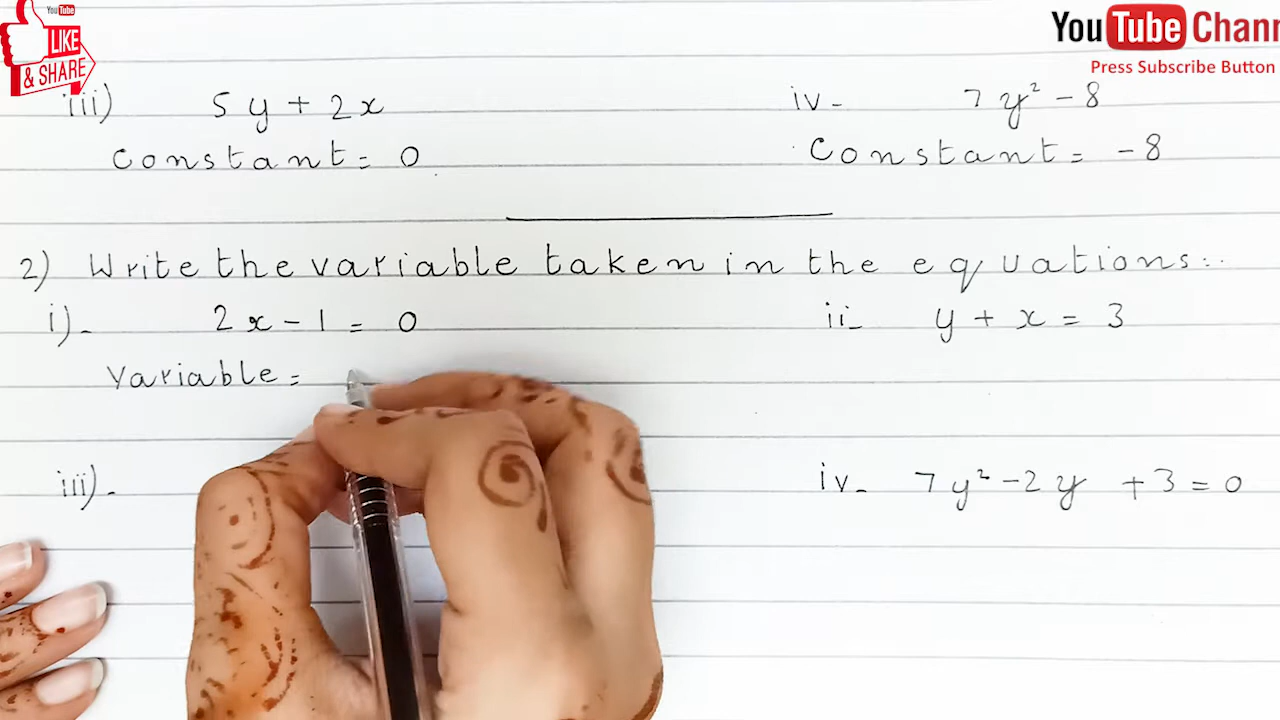 YouTube
LIKE
& SHARE
YouTube Chann
Press Subscribe Button
iii) 5y + 2x iv- 7y² - 8
Constant = 0 Constant = -8
2) Write the variable taken in the equations:.
i)- 2x - 1 = 0 ii- y + x = 3
Variable =
iii)- iv- 7y² - 2y + 3 = 0